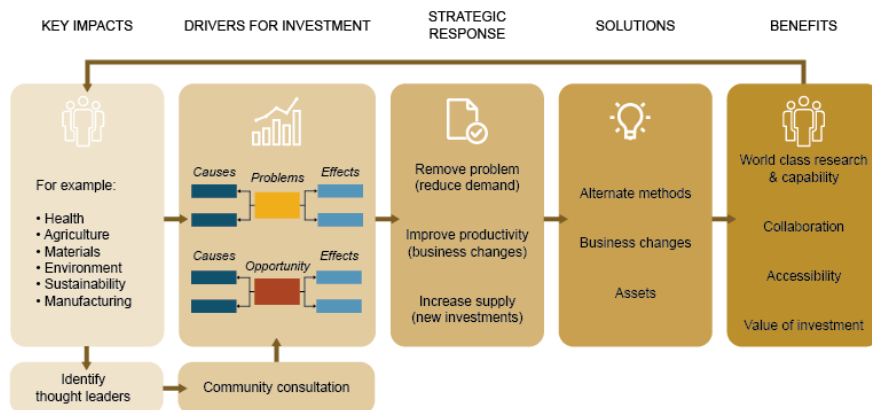 KEY IMPACTS
DRIVERS FOR INVESTMENT
STRATEGIC
RESPONSE
SOLUTIONS
BENEFITS
For example:
• Health
• Agriculture
• Materials
• Environment
• Sustainability
• Manufacturing
Identify
thought leaders
Causes
Problems
Effects
Causes
Opportunity
Effects
Community consultation
Remove problem
(reduce demand)
Improve productivity
(business changes)
Increase supply
(new investments)
Alternate methods
Business changes
Assets
World class research
& capability
Collaboration
Accessibility
Value of investment